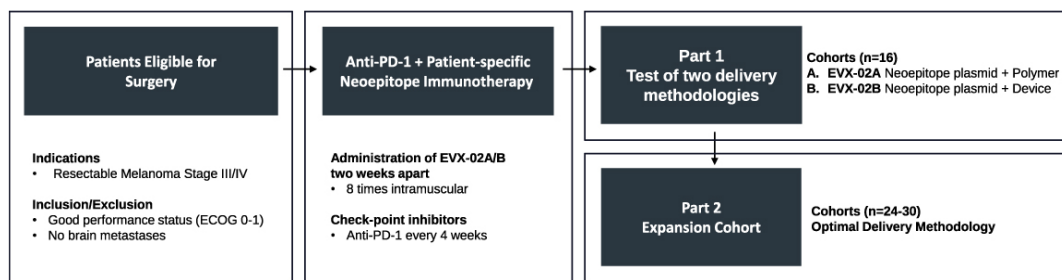 Patients Eligible for
Surgery
Indications
• Resectable Melanoma Stage III/IV
Inclusion/Exclusion
• Good performance status (ECOG 0-1)
• No brain metastases
Anti-PD-1 + Patient-specific
Neoepitope Immunotherapy
Administration of EVX-02A/B
two weeks apart
• 8 times intramuscular
Check-point inhibitors
• Anti-PD-1 every 4 weeks
Part 1
Test of two delivery
methodologies
Cohorts (n=16)
A. EVX-02A Neoepitope plasmid + Polymer
B. EVX-02B Neoepitope plasmid + Device
Part 2
Expansion Cohort
Cohorts (n=24-30)
Optimal Delivery Methodology